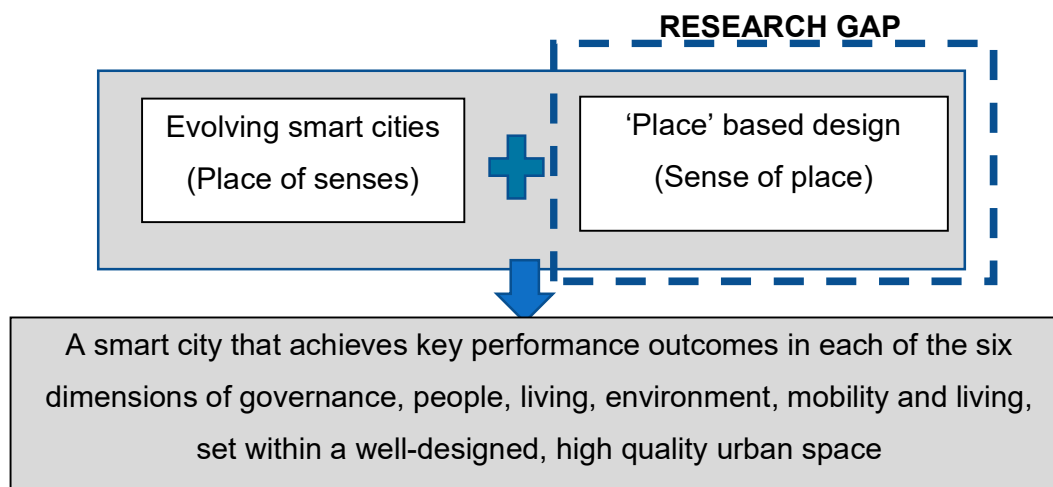 RESEARCH GAP
Evolving smart cities
(Place of senses)
‘Place’ based design
(Sense of place)
A smart city that achieves key performance outcomes in each of the six
dimensions of governance, people, living, environment, mobility and living,
set within a well-designed, high quality urban space